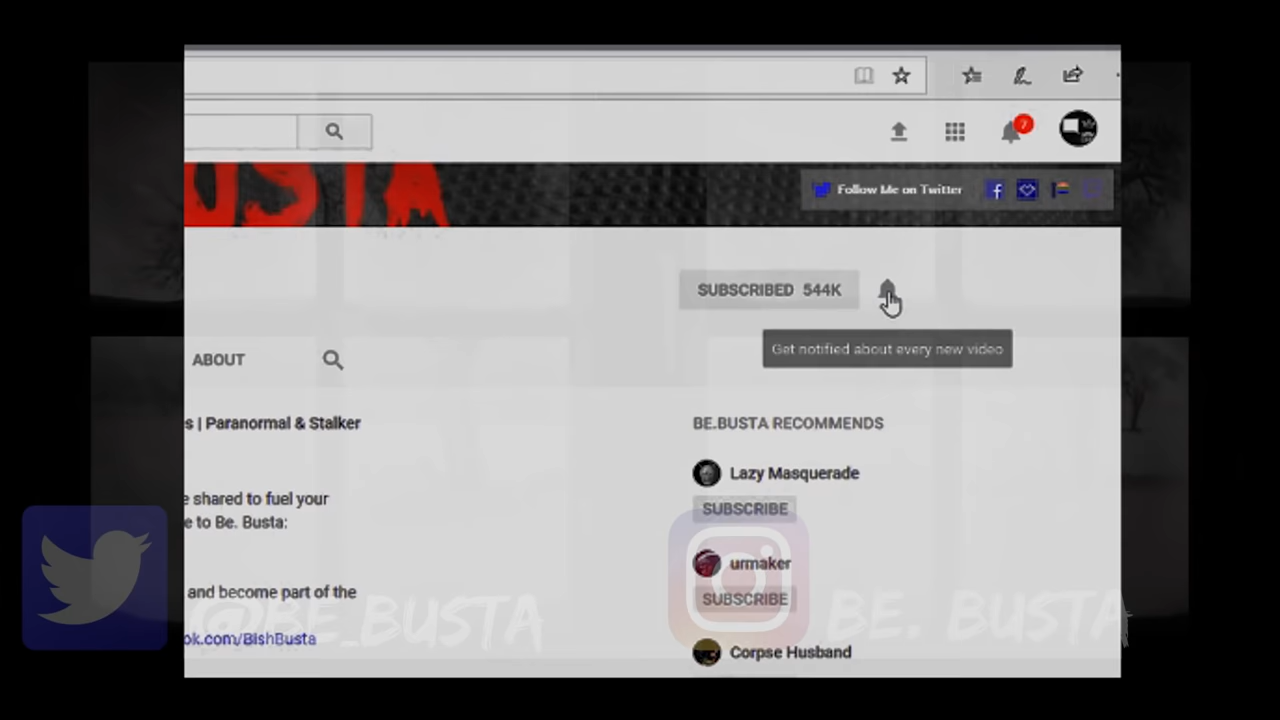 7
USTA
Follow Me on Twitter
SUBSCRIBED 544K
Get notified about every new video
ABOUT
s | Paranormal & Stalker
BE.BUSTA RECOMMENDS
Lazy Masquerade
SUBSCRIBE
e shared to fuel your
e to Be. Busta:
urmaker
SUBSCRIBE
and become part of the
@BE_BUSTA
BE. BUSTA
ok.com/BishBusta
Corpse Husband